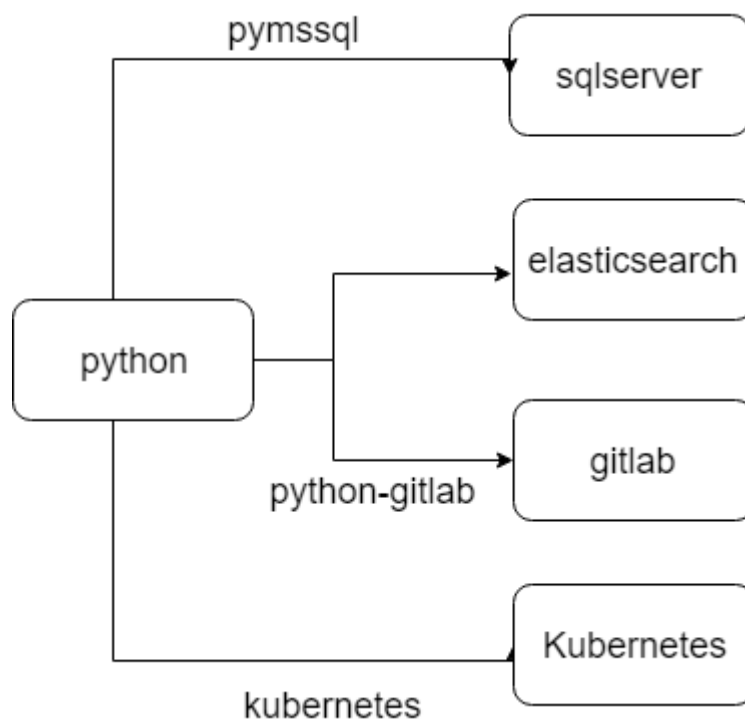 pymssql
sqlserver
elasticsearch
python
gitlab
python-gitlab
Kubernetes
kubernetes